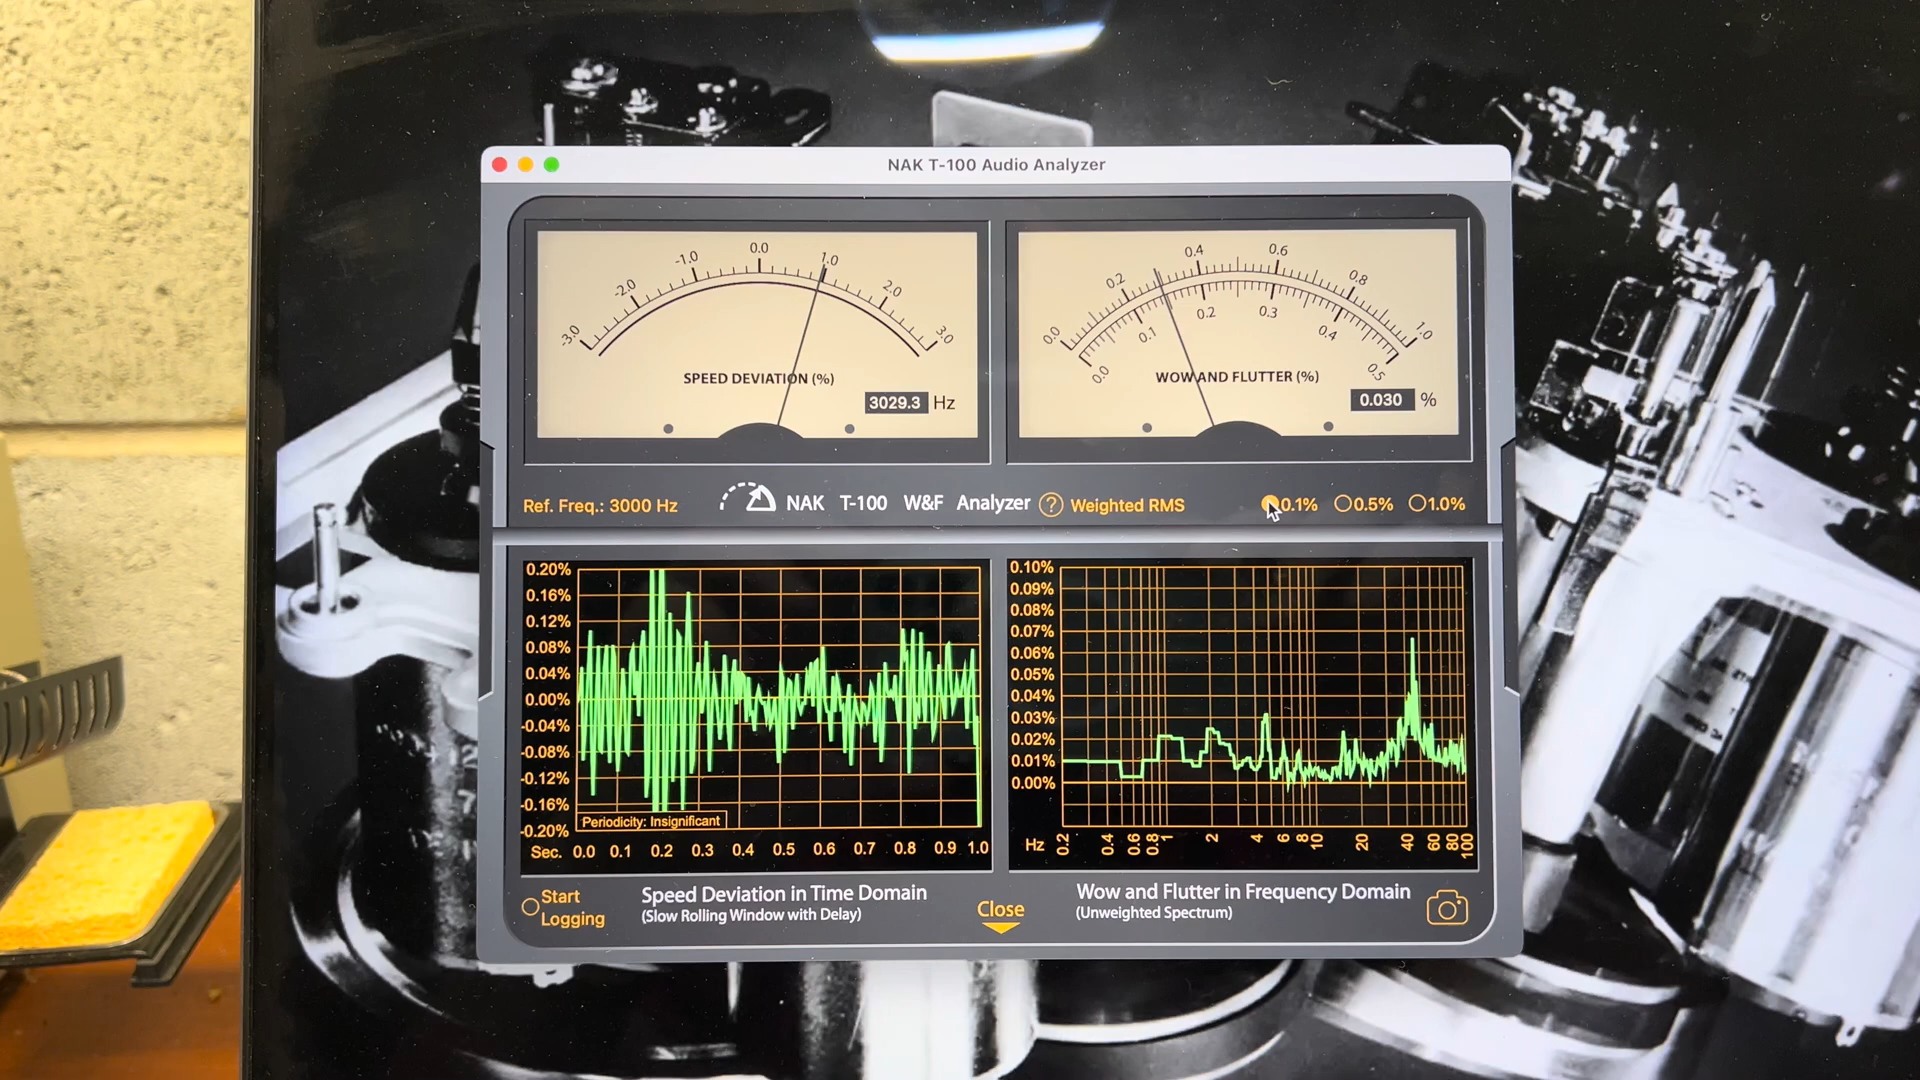 NAK T-100 Audio Analyzer
-3.0 -2.0 -1.0 0.0 1.0 2.0 3.0
SPEED DEVIATION (%)
3029.3 Hz
0.0 0.2 0.4 0.6 0.8 1.0
0.0 0.1 0.2 0.3 0.4 0.5
WOW AND FLUTTER (%)
0.030 %
Ref. Freq.: 3000 Hz
NAK T-100 W&F Analyzer
? Weighted RMS
0.1% 0.5% 1.0%
0.20%
0.16%
0.12%
0.08%
0.04%
0.00%
-0.04%
-0.08%
-0.12%
-0.16%
-0.20%
Periodicity: Insignificant
Sec. 0.0 0.1 0.2 0.3 0.4 0.5 0.6 0.7 0.8 0.9 1.0
0.10%
0.09%
0.08%
0.07%
0.06%
0.05%
0.04%
0.03%
0.02%
0.01%
0.00%
Hz 0.2 0.4 0.6 0.8 1 2 4 6 8 10 20 40 60 80 100
Start
Logging
Speed Deviation in Time Domain
(Slow Rolling Window with Delay)
Close
Wow and Flutter in Frequency Domain
(Unweighted Spectrum)